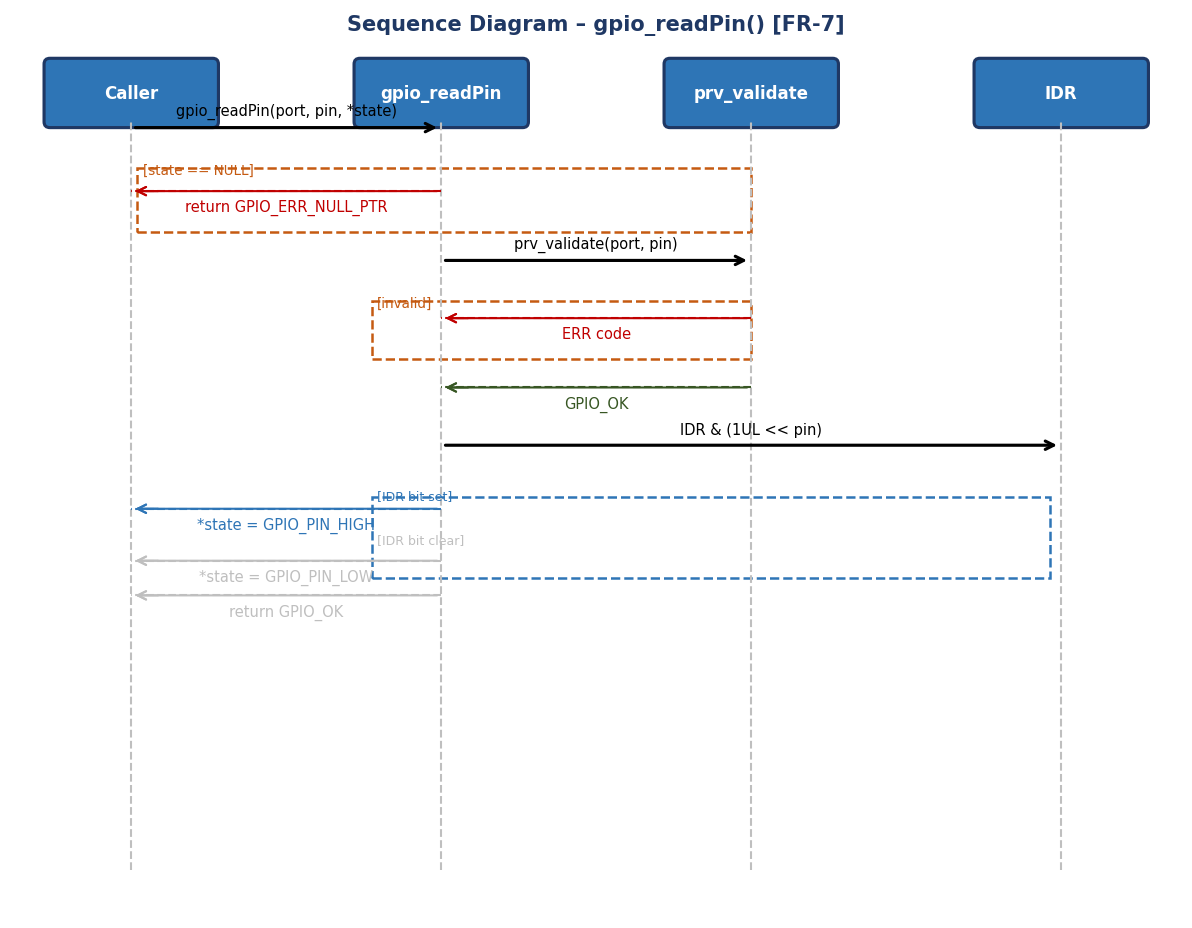 Sequence Diagram – gpio_readPin() [FR-7]
Caller
gpio_readPin
prv_validate
IDR
gpio_readPin(port, pin, *state)
[state == NULL]
return GPIO_ERR_NULL_PTR
prv_validate(port, pin)
[invalid]
ERR code
GPIO_OK
IDR & (1UL << pin)
[IDR bit set]
*state = GPIO_PIN_HIGH
[IDR bit clear]
*state = GPIO_PIN_LOW
return GPIO_OK